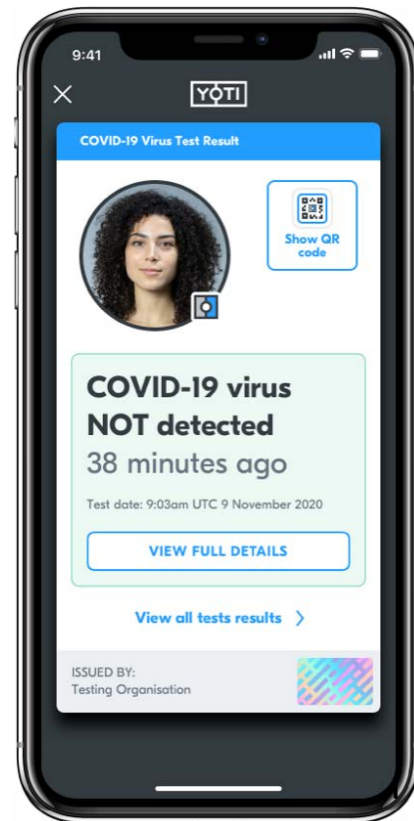 9:41
YOTI
COVID-19 Virus Test Result
Show QR
code
COVID-19 virus
NOT detected
38 minutes ago
Test date: 9:03am UTC 9 November 2020
VIEW FULL DETAILS
View all tests results
ISSUED BY:
Testing Organisation